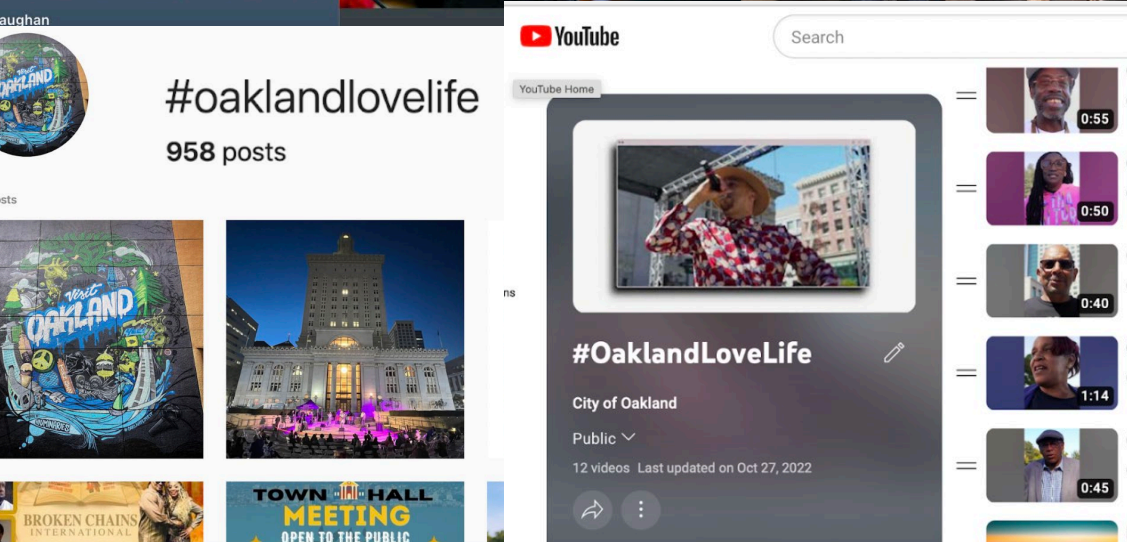 aughan
#oaklandlovelife
958 posts
osts
Visit
OAKLAND
OAKLAND
ILLUMINARIES
BROKEN CHAINS
INTERNATIONAL
TOWN HALL
MEETING
OPEN TO THE PUBLIC
ns
YouTube
Search
YouTube Home
#OaklandLoveLife
City of Oakland
Public
12 videos Last updated on Oct 27, 2022
0:55
0:50
0:40
1:14
0:45